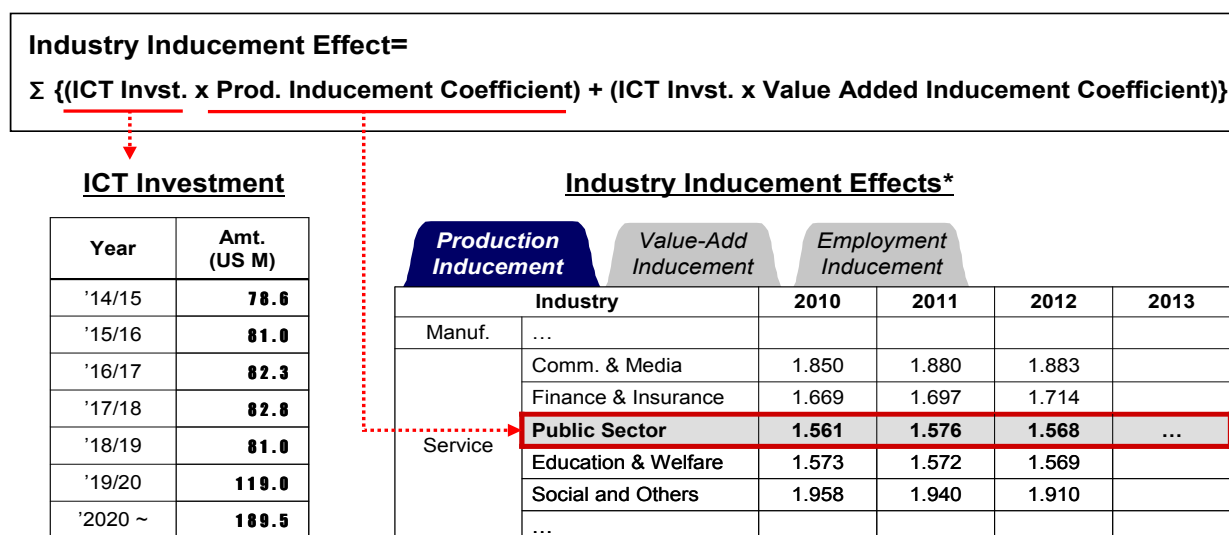 Industry Inducement Effect=
Σ {(ICT Invst. x Prod. Inducement Coefficient) + (ICT Invst. x Value Added Inducement Coefficient)}
ICT Investment
Year Amt. (US M)
'14/15 78.6
'15/16 81.0
'16/17 82.3
'17/18 82.8
'18/19 81.0
'19/20 119.0
'2020 ~ 189.5
Industry Inducement Effects*
Production Inducement Value-Add Inducement Employment Inducement
Industry 2010 2011 2012 2013
Manuf. …
Service
Comm. & Media 1.850 1.880 1.883
Finance & Insurance 1.669 1.697 1.714
Public Sector 1.561 1.576 1.568 …
Education & Welfare 1.573 1.572 1.569
Social and Others 1.958 1.940 1.910
…